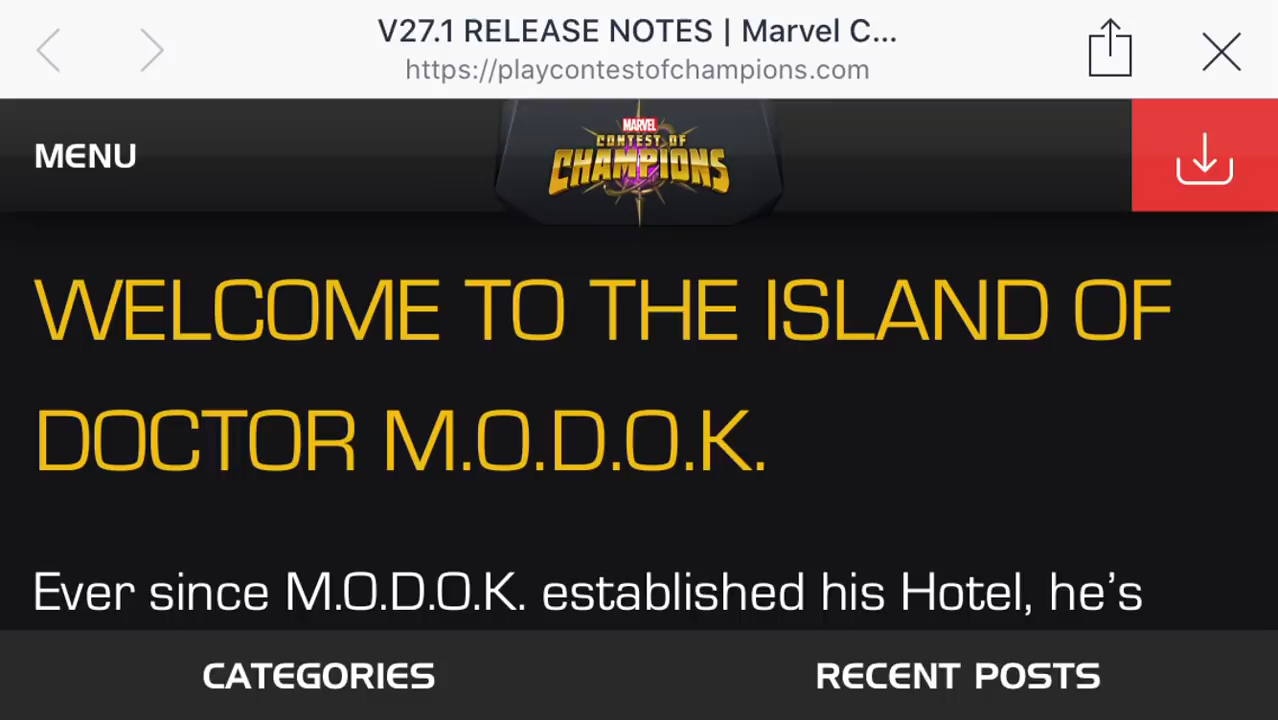 V27.1 RELEASE NOTES | Marvel C...
https://playcontestofchampions.com
MENU
MARVEL
CONTEST OF
CHAMPIONS
WELCOME TO THE ISLAND OF
DOCTOR M.O.D.O.K.
Ever since M.O.D.O.K. established his Hotel, he’s
CATEGORIES
RECENT POSTS